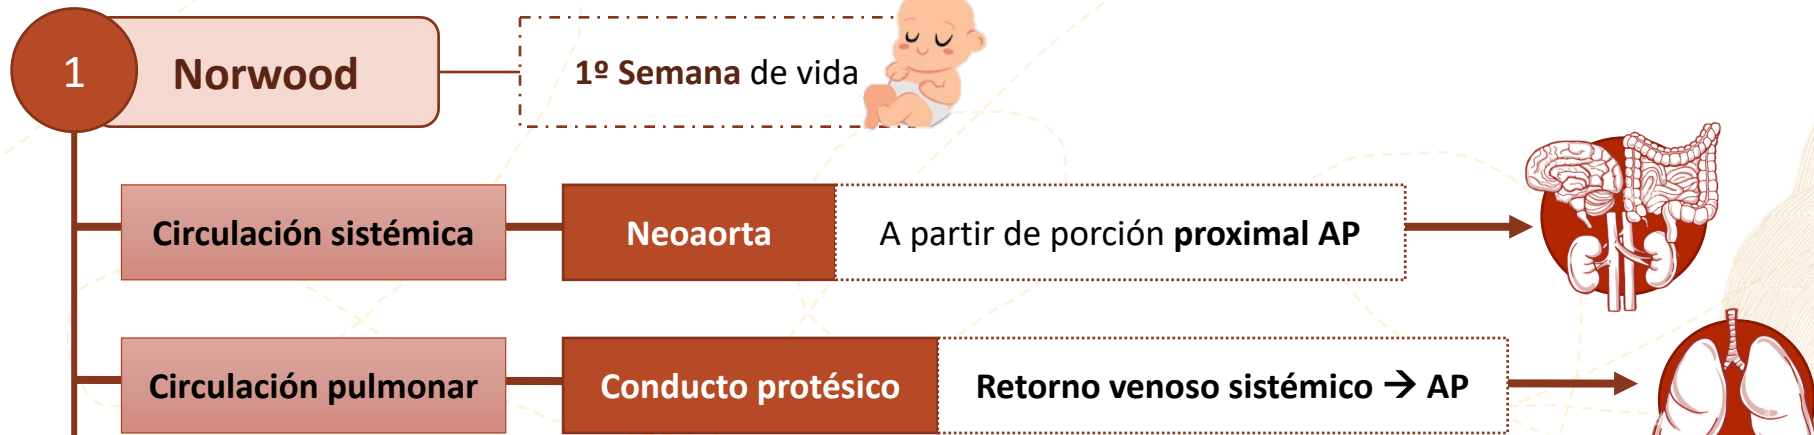 1
Norwood
1º Semana de vida
Circulación sistémica
Neoaorta
A partir de porción proximal AP
Circulación pulmonar
Conducto protésico
Retorno venoso sistémico → AP